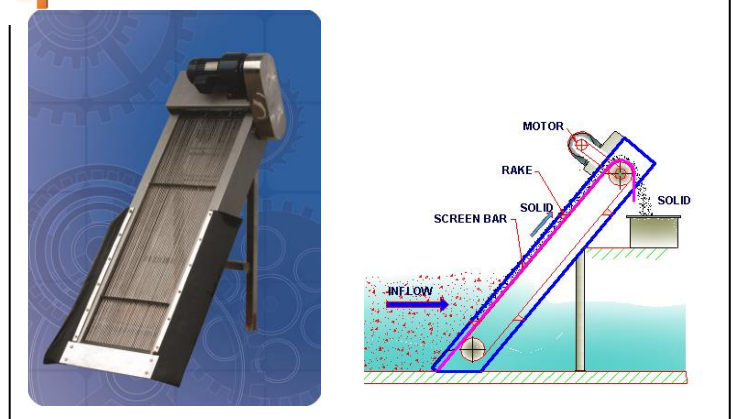 MOTOR
RAKE
SOLID
SOLID
SCREEN BAR
INFLOW